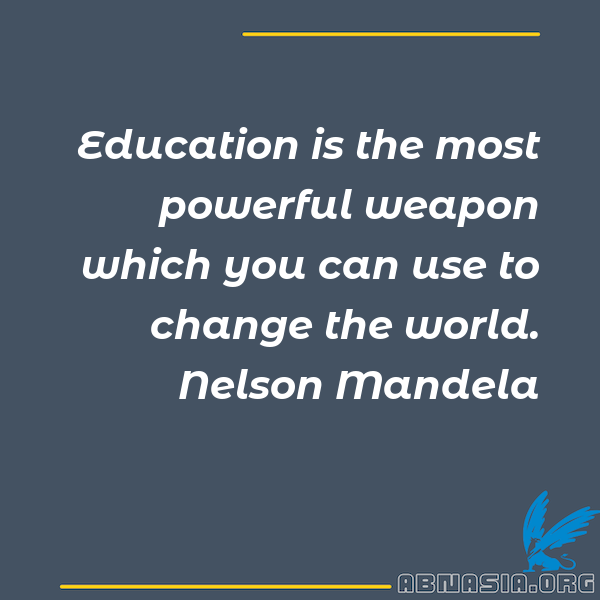 Education is the most
powerful weapon
which you can use to
change the world.
Nelson Mandela
ABNASIA.ORG